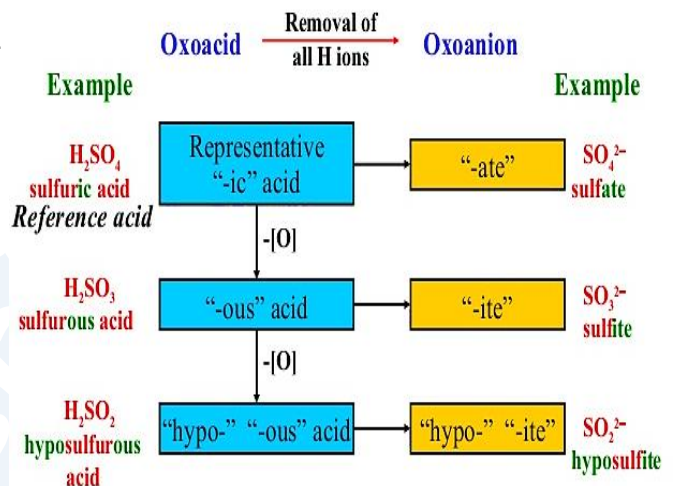 Oxoacid
Removal of
all H ions
Oxoanion
Example
Example
H₂SO₄
sulfuric acid
Reference acid
Representative
“-ic” acid
“-ate”
SO₄²⁻
sulfate
-[O]
H₂SO₃
sulfurous acid
“-ous” acid
“-ite”
SO₃²⁻
sulfite
-[O]
H₂SO₂
hyposulfurous
acid
“hypo-” “-ous” acid
“hypo-” “-ite”
SO₂²⁻
hyposulfite